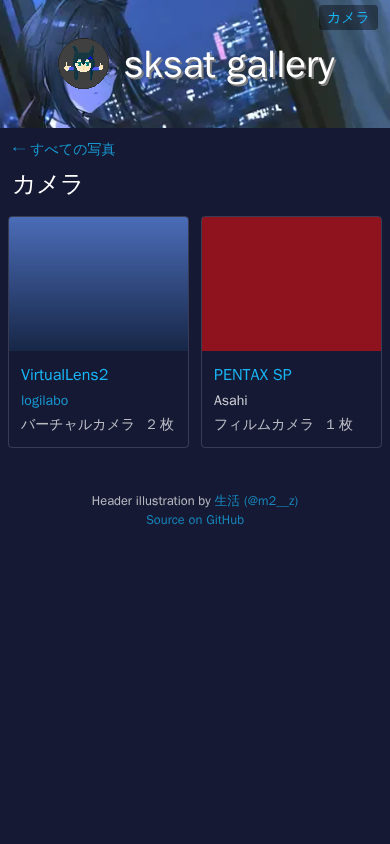 カメラ
sksat gallery
← すべての写真
カメラ
VirtualLens2
logilabo
バーチャルカメラ 2 枚
PENTAX SP
Asahi
フィルムカメラ 1 枚
Header illustration by 生活 (@m2__z)
Source on GitHub